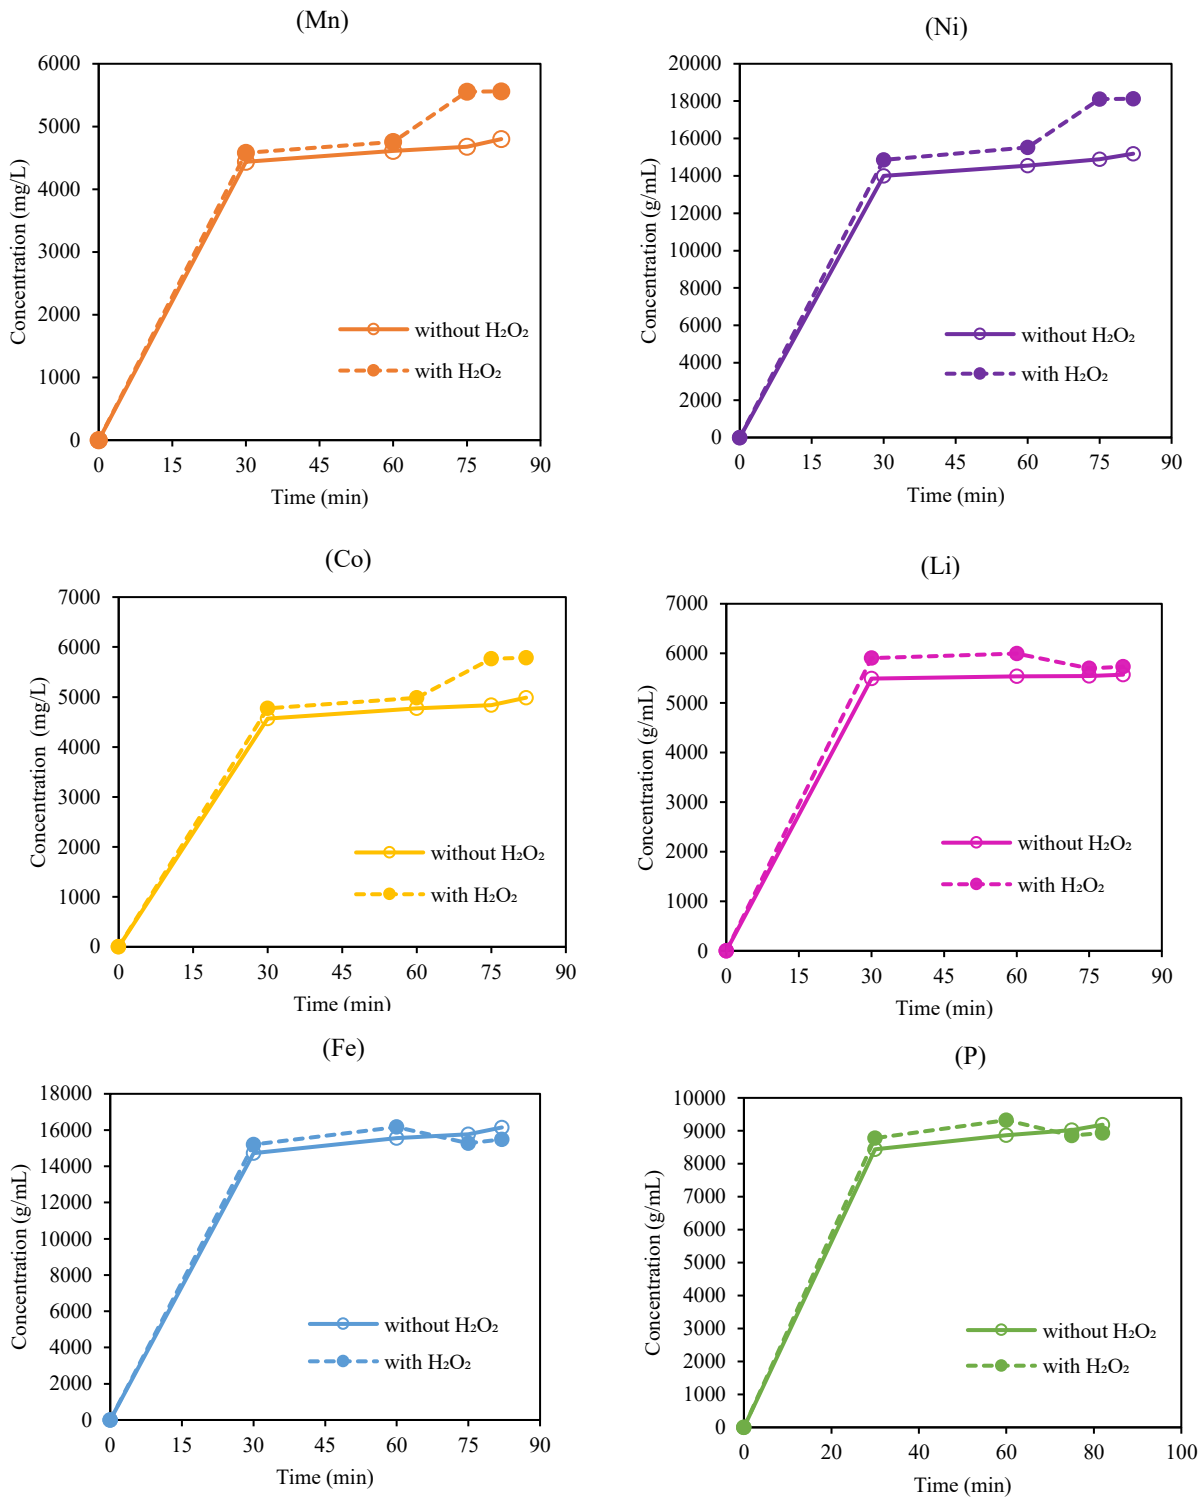 (Mn)
6000
5000
4000
3000
2000
1000
0
0 15 30 45 60 75 90
Concentration (mg/L)
Time (min)
without H₂O₂
with H₂O₂
(Ni)
20000
18000
16000
14000
12000
10000
8000
6000
4000
2000
0
0 15 30 45 60 75 90
Concentration (g/mL)
Time (min)
without H₂O₂
with H₂O₂
(Co)
7000
6000
5000
4000
3000
2000
1000
0
0 15 30 45 60 75 90
Concentration (mg/L)
Time (min)
without H₂O₂
with H₂O₂
(Li)
7000
6000
5000
4000
3000
2000
1000
0
0 15 30 45 60 75 90
Concentration (g/mL)
Time (min)
without H₂O₂
with H₂O₂
(Fe)
18000
16000
14000
12000
10000
8000
6000
4000
2000
0
0 15 30 45 60 75 90
Concentration (g/mL)
Time (min)
without H₂O₂
with H₂O₂
(P)
10000
9000
8000
7000
6000
5000
4000
3000
2000
1000
0
0 20 40 60 80 100
Concentration (g/mL)
Time (min)
without H₂O₂
with H₂O₂